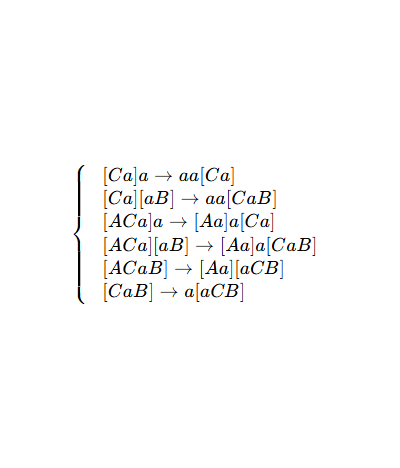 [Ca]a → aa[Ca]
[Ca][aB] → aa[CaB]
[ACa]a → [Aa]a[Ca]
[ACa][aB] → [Aa]a[CaB]
[ACaB] → [Aa][aCB]
[CaB] → a[aCB]